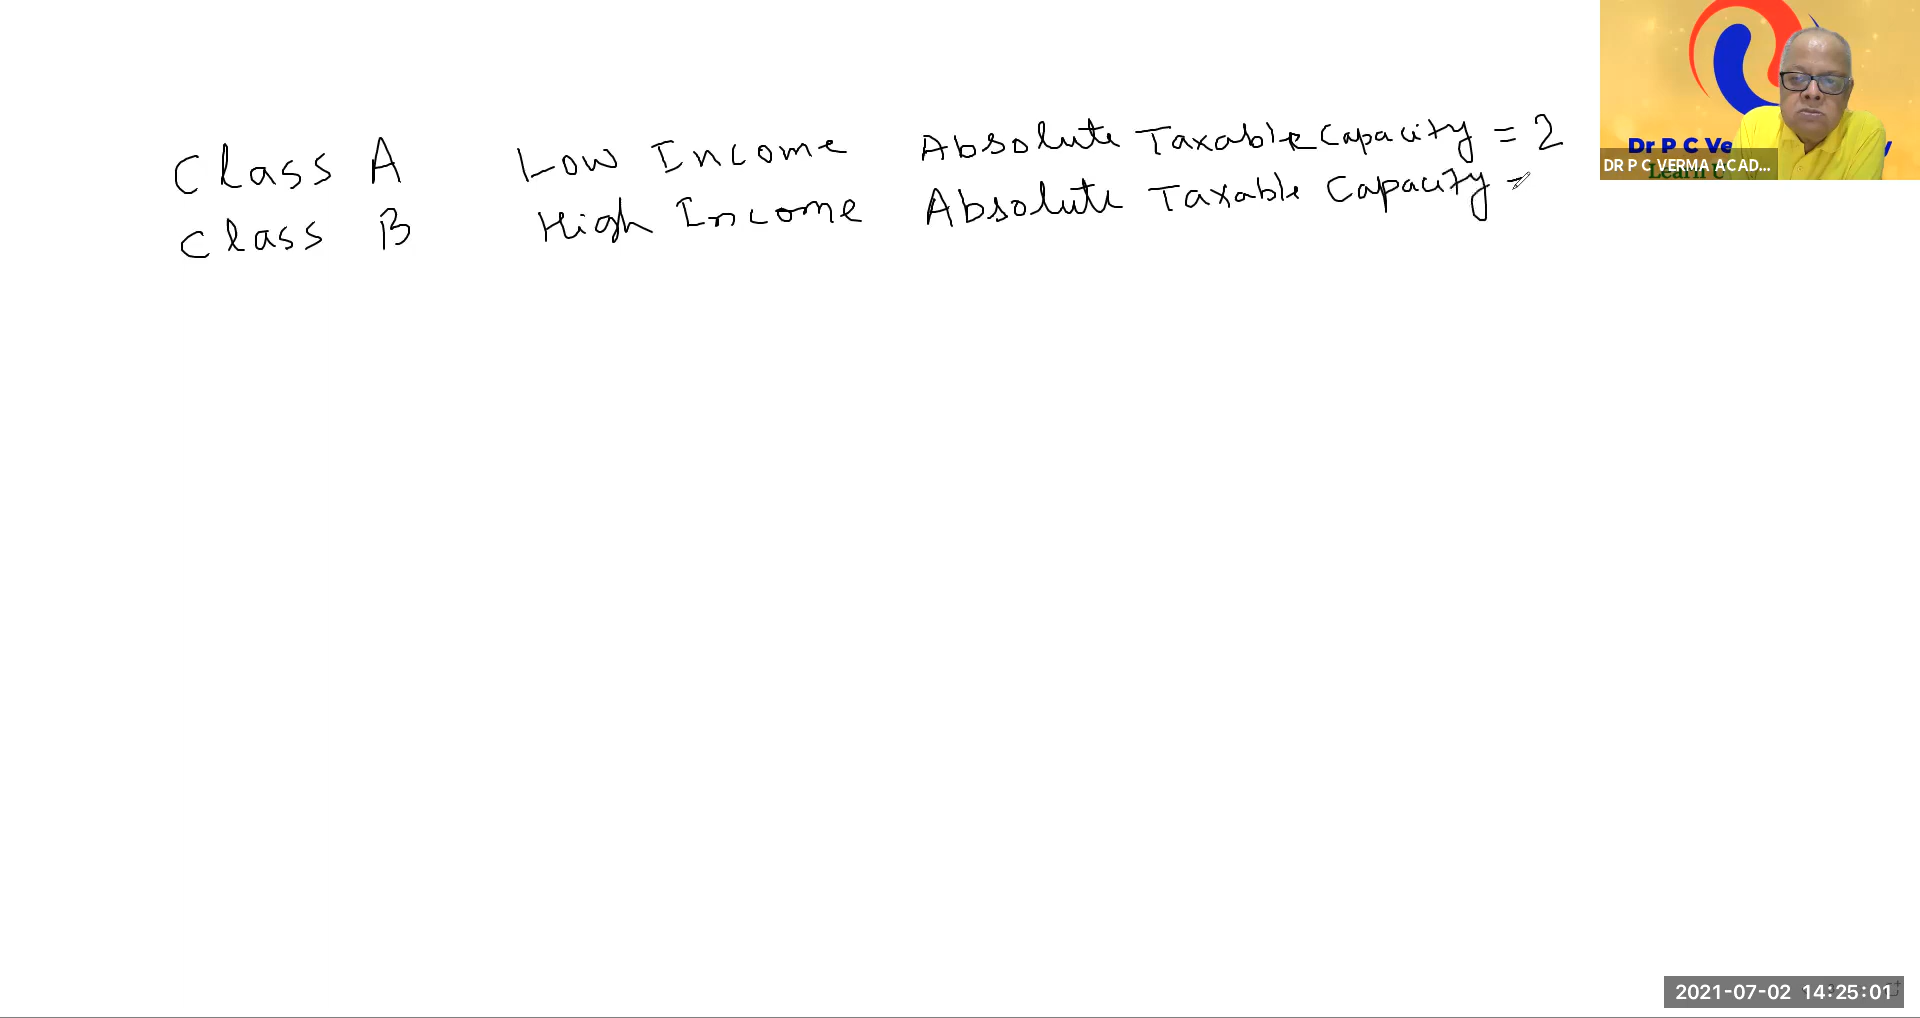 Class A Low Income Absolute Taxable Capacity = 2
Class B High Income Absolute Taxable Capacity =
Dr P C Ve
DR P C VERMA ACAD...
2021-07-02 14:25:01